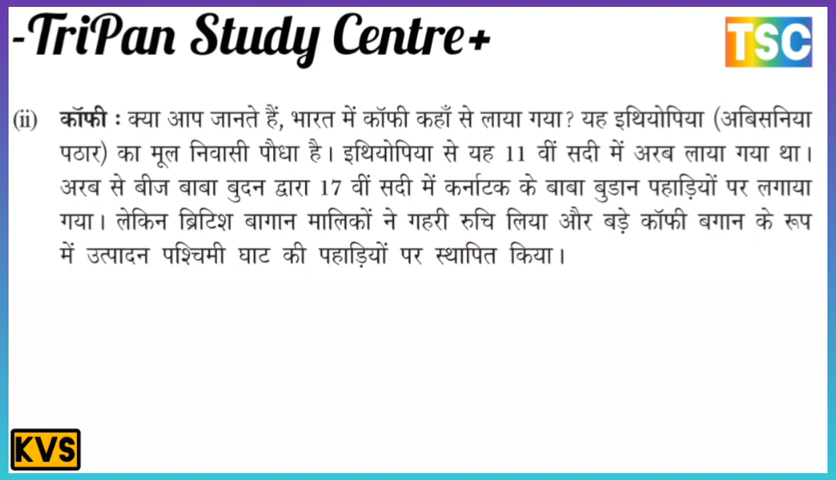 -TriPan Study Centre+
TSC
(ii) कॉफी : क्या आप जानते हैं, भारत में कॉफी कहाँ से लाया गया? यह इथियोपिया (अबिसनिया
पठार) का मूल निवासी पौधा है। इथियोपिया से यह 11 वीं सदी में अरब लाया गया था।
अरब से बीज बाबा बुदन द्वारा 17 वीं सदी में कर्नाटक के बाबा बुडान पहाड़ियों पर लगाया
गया। लेकिन ब्रिटिश बागान मालिकों ने गहरी रुचि लिया और बड़े कॉफी बगान के रूप
में उत्पादन पश्चिमी घाट की पहाड़ियों पर स्थापित किया।
KVS